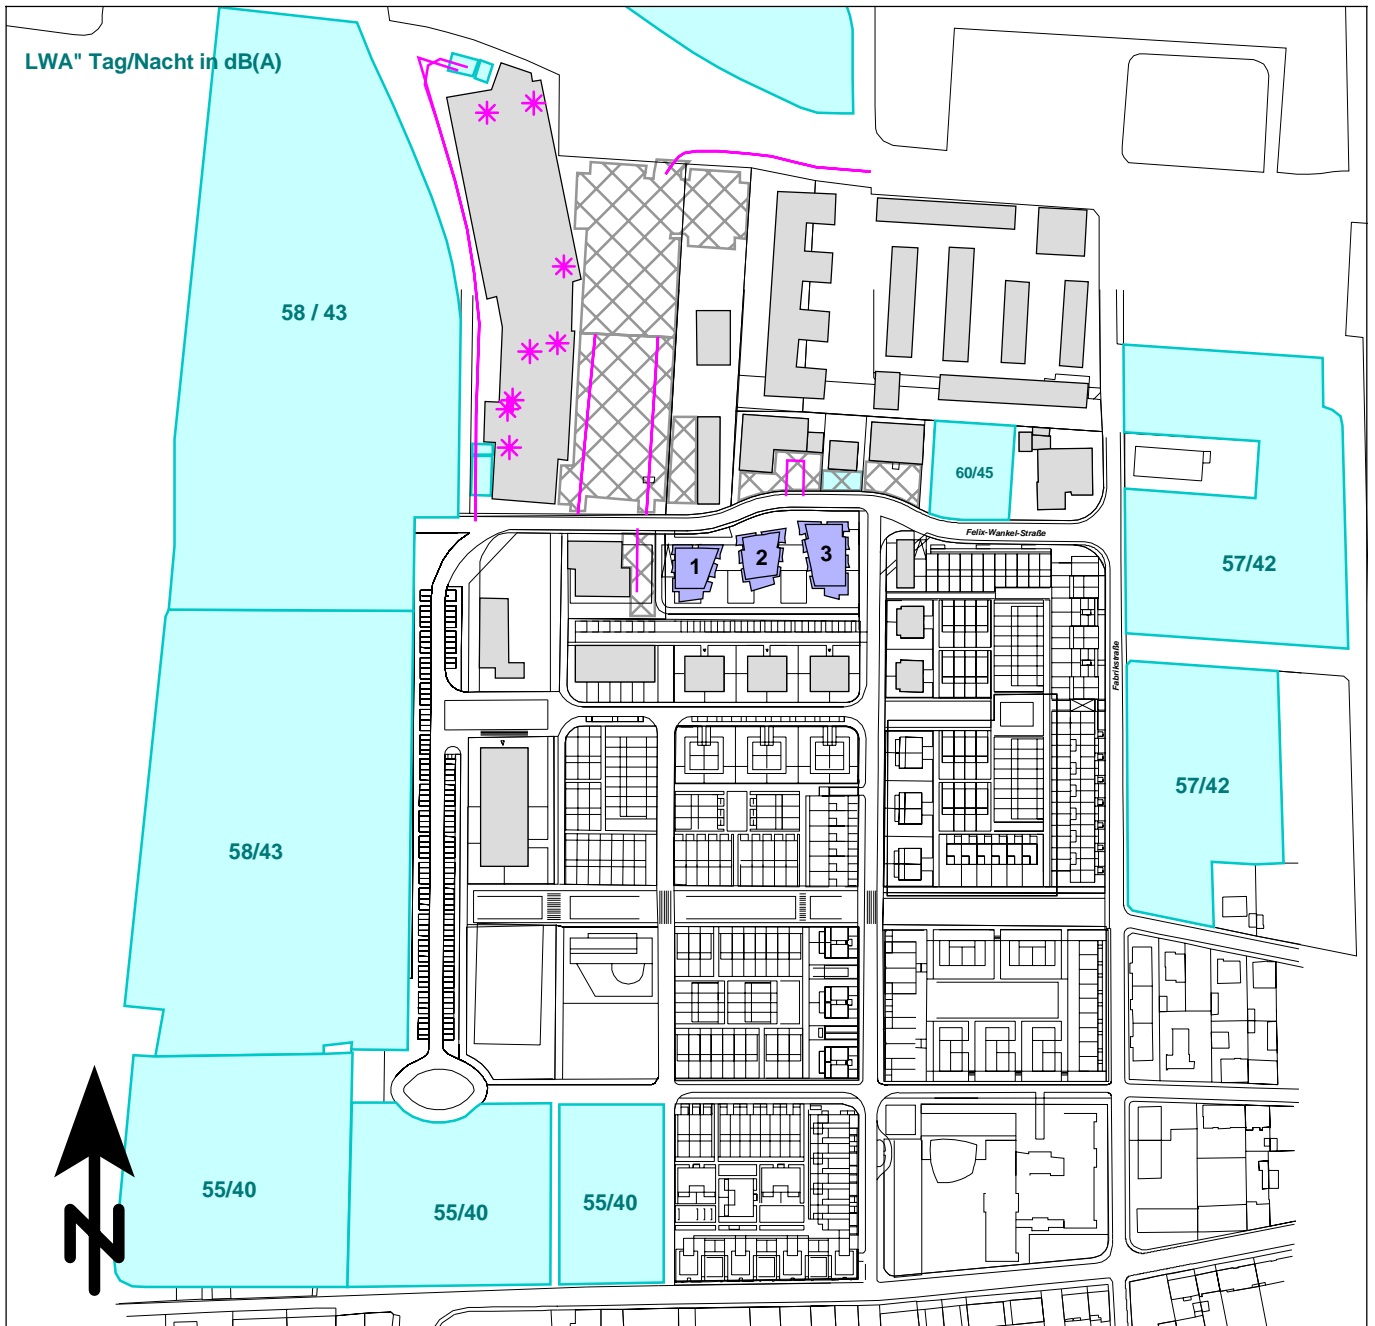 LWA" Tag/Nacht in dB(A)
58 / 43
60/45
Felix-Wankel-Straße
1
2
3
57/42
Fabrikstraße
57/42
58/43
55/40
55/40
55/40
N